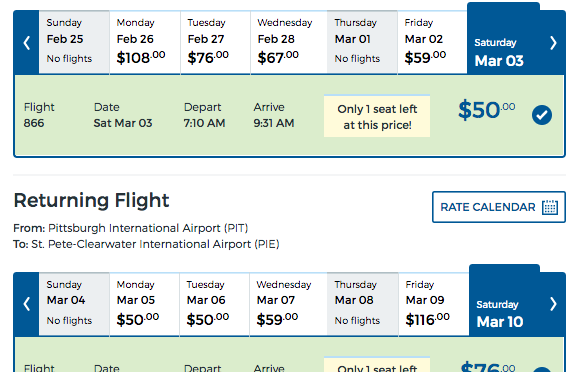 Sunday Monday Tuesday Wednesday Thursday Friday Saturday
Feb 25 Feb 26 Feb 27 Feb 28 Mar 01 Mar 02 Mar 03
No flights $108.00 $76.00 $67.00 No flights $59.00
Flight Date Depart Arrive Only 1 seat left $50.00
866 Sat Mar 03 7:10 AM 9:31 AM at this price!
Returning Flight
RATE CALENDAR
From: Pittsburgh International Airport (PIT)
To: St. Pete-Clearwater International Airport (PIE)
Sunday Monday Tuesday Wednesday Thursday Friday Saturday
Mar 04 Mar 05 Mar 06 Mar 07 Mar 08 Mar 09 Mar 10
No flights $50.00 $50.00 $59.00 No flights $116.00
Flight Date Depart Arrive Only 1 seat left $76.00